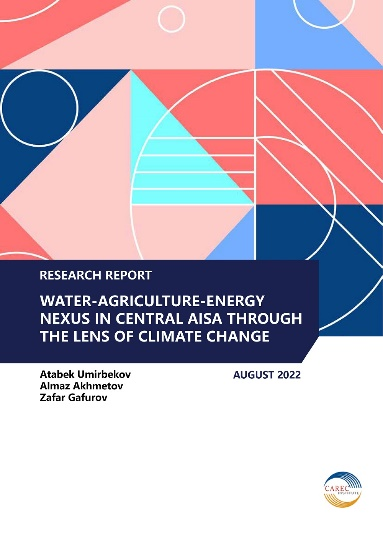 RESEARCH REPORT
WATER-AGRICULTURE-ENERGY
NEXUS IN CENTRAL AISA THROUGH
THE LENS OF CLIMATE CHANGE
Atabek Umirbekov
Almaz Akhmetov
Zafar Gafurov
AUGUST 2022
CAREC